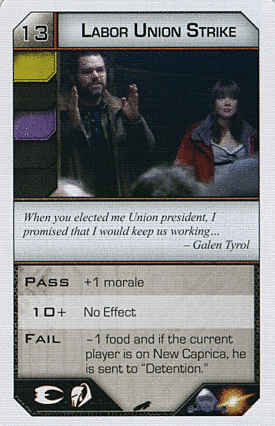 13 LABOR UNION STRIKE
When you elected me Union president, I
promised that I would keep us working…
– Galen Tyrol
PASS +1 morale
10+ No Effect
FAIL –1 food and if the current
player is on New Caprica, he
is sent to “Detention.”